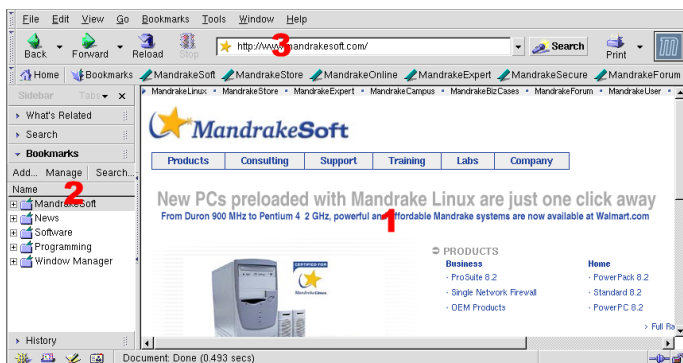 File Edit View Go Bookmarks Tools Window Help
Back Forward Reload Stop http://www.mandrakesoft.com/ Search Print
3
Home Bookmarks MandrakeSoft MandrakeStore MandrakeOnline MandrakeExpert MandrakeSecure MandrakeForum
Sidebar Tabs x
MandrakeLinux MandrakeStore MandrakeExpert MandrakeCampus MandrakeBizCases MandrakeForum MandrakeUser
What's Related
Search
Bookmarks
Add... Manage Search...
Name
2
MandrakeSoft
News
Software
Programming
Window Manager
History
MandrakeSoft
Products Consulting Support Training Labs Company
New PCs preloaded with Mandrake Linux are just one click away
From Duron 900 MHz to Pentium 4 2 GHz, powerful and affordable Mandrake systems are now available at Walmart.com
1
CERTIFIED FOR
MandrakeLinux
PRODUCTS
Business Home
· ProSuite 8.2 · PowerPack 8.2
· Single Network Firewall · Standard 8.2
· OEM Products · PowerPC 8.2
› Full Ra
Document: Done (0.493 secs)